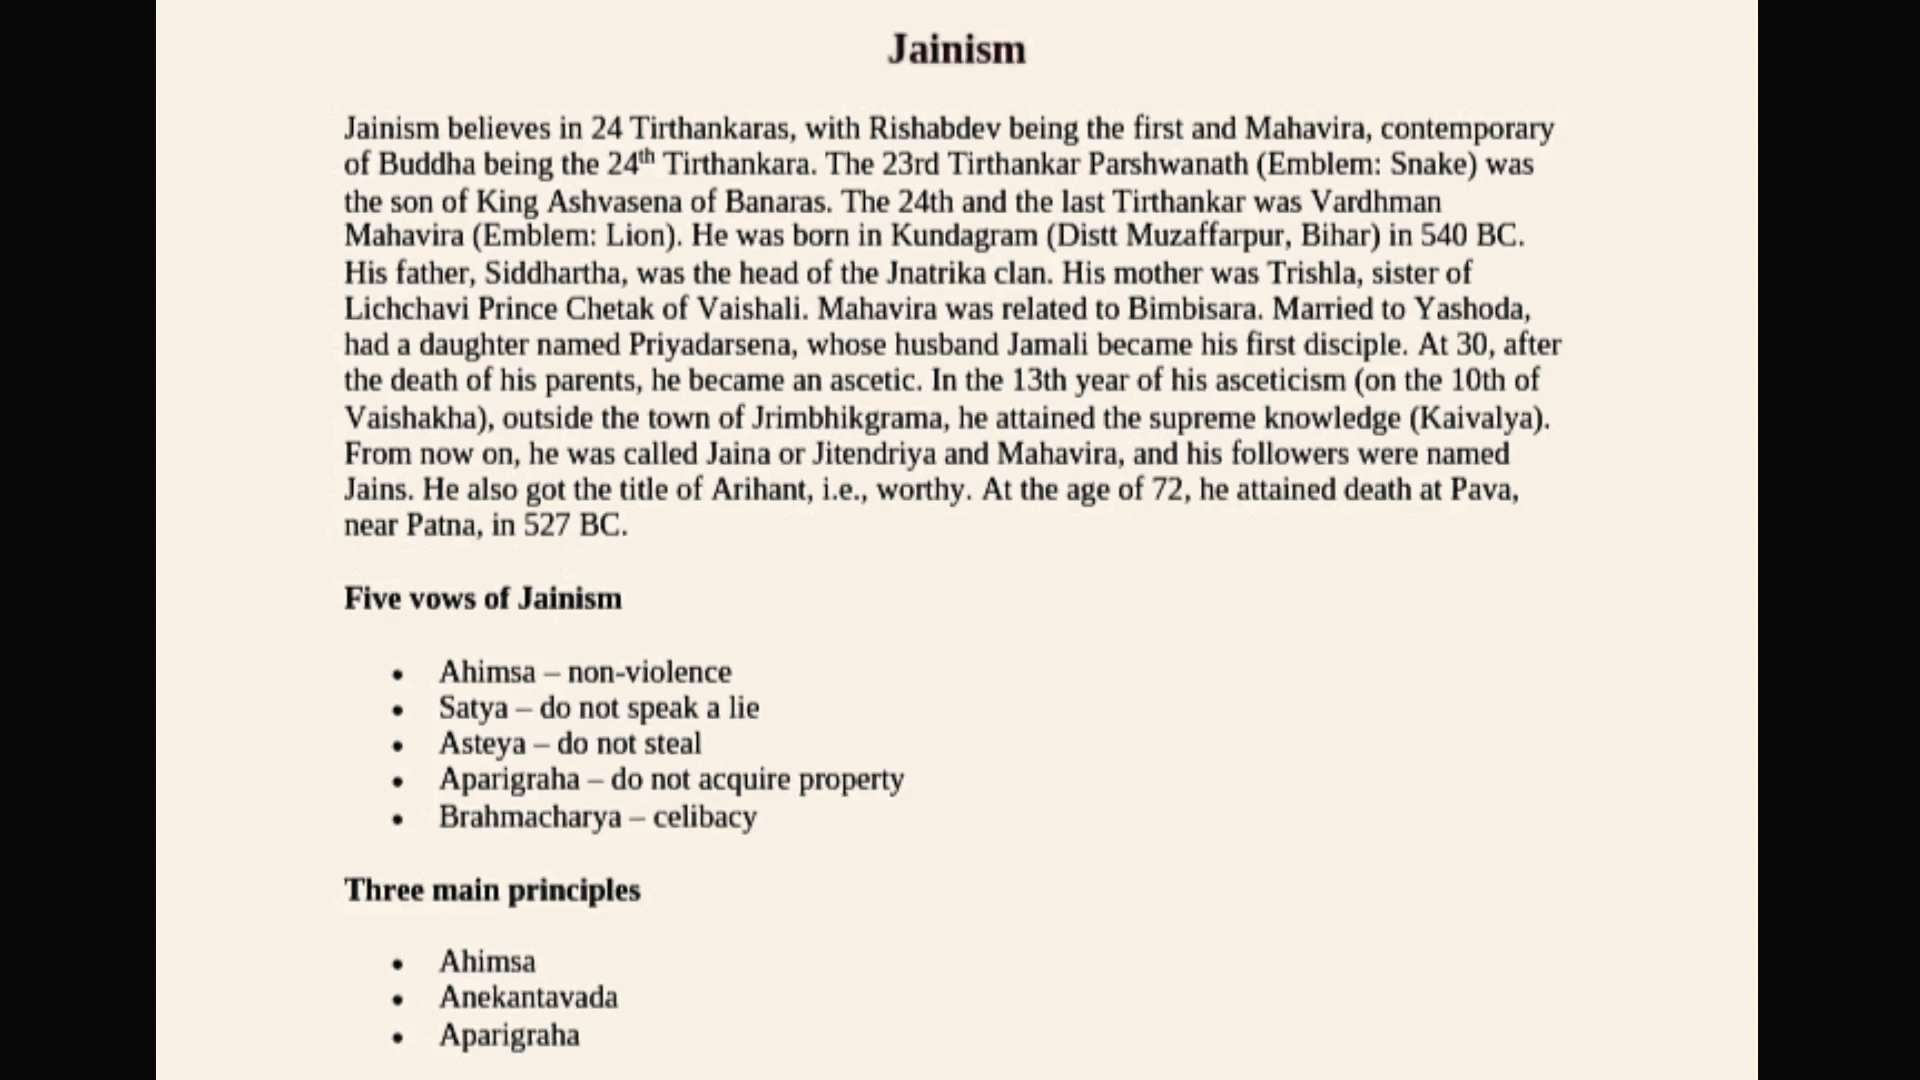 Jainism
Jainism believes in 24 Tirthankaras, with Rishabdev being the first and Mahavira, contemporary
of Buddha being the 24th Tirthankara. The 23rd Tirthankar Parshwanath (Emblem: Snake) was
the son of King Ashvasena of Banaras. The 24th and the last Tirthankar was Vardhman
Mahavira (Emblem: Lion). He was born in Kundagram (Distt Muzaffarpur, Bihar) in 540 BC.
His father, Siddhartha, was the head of the Jnatrika clan. His mother was Trishla, sister of
Lichchavi Prince Chetak of Vaishali. Mahavira was related to Bimbisara. Married to Yashoda,
had a daughter named Priyadarsena, whose husband Jamali became his first disciple. At 30, after
the death of his parents, he became an ascetic. In the 13th year of his asceticism (on the 10th of
Vaishakha), outside the town of Jrimbhikgrama, he attained the supreme knowledge (Kaivalya).
From now on, he was called Jaina or Jitendriya and Mahavira, and his followers were named
Jains. He also got the title of Arihant, i.e., worthy. At the age of 72, he attained death at Pava,
near Patna, in 527 BC.
Five vows of Jainism
• Ahimsa – non-violence
• Satya – do not speak a lie
• Asteya – do not steal
• Aparigraha – do not acquire property
• Brahmacharya – celibacy
Three main principles
• Ahimsa
• Anekantavada
• Aparigraha